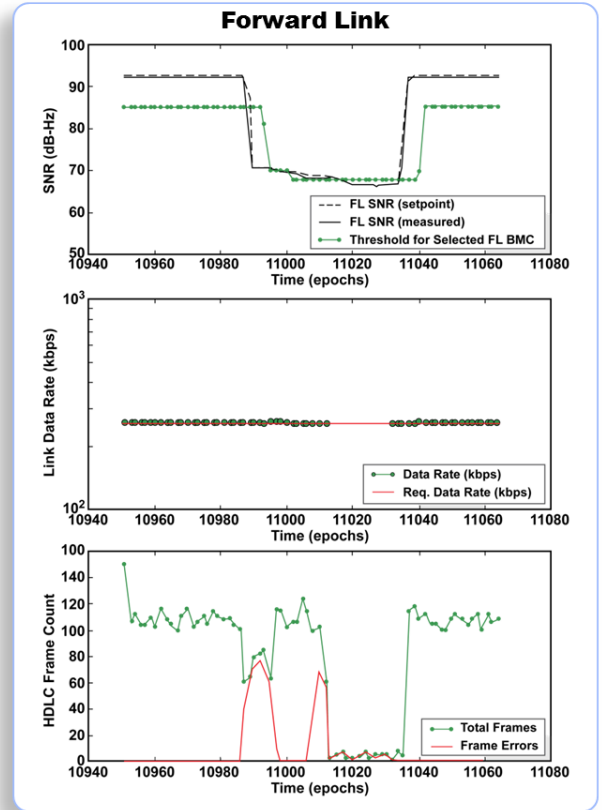 Forward Link
100
90
80
70
60
50
SNR (dB-Hz)
FL SNR (setpoint)
FL SNR (measured)
Threshold for Selected FL BMC
10940 10960 10980 11000 11020 11040 11060 11080
Time (epochs)
10³
10²
Link Data Rate (kbps)
Data Rate (kbps)
Req. Data Rate (kbps)
10940 10960 10980 11000 11020 11040 11060 11080
Time (epochs)
100
140
120
100
80
60
40
20
0
HDLC Frame Count
Total Frames
Frame Errors
10940 10960 10980 11000 11020 11040 11060 11080
Time (epochs)